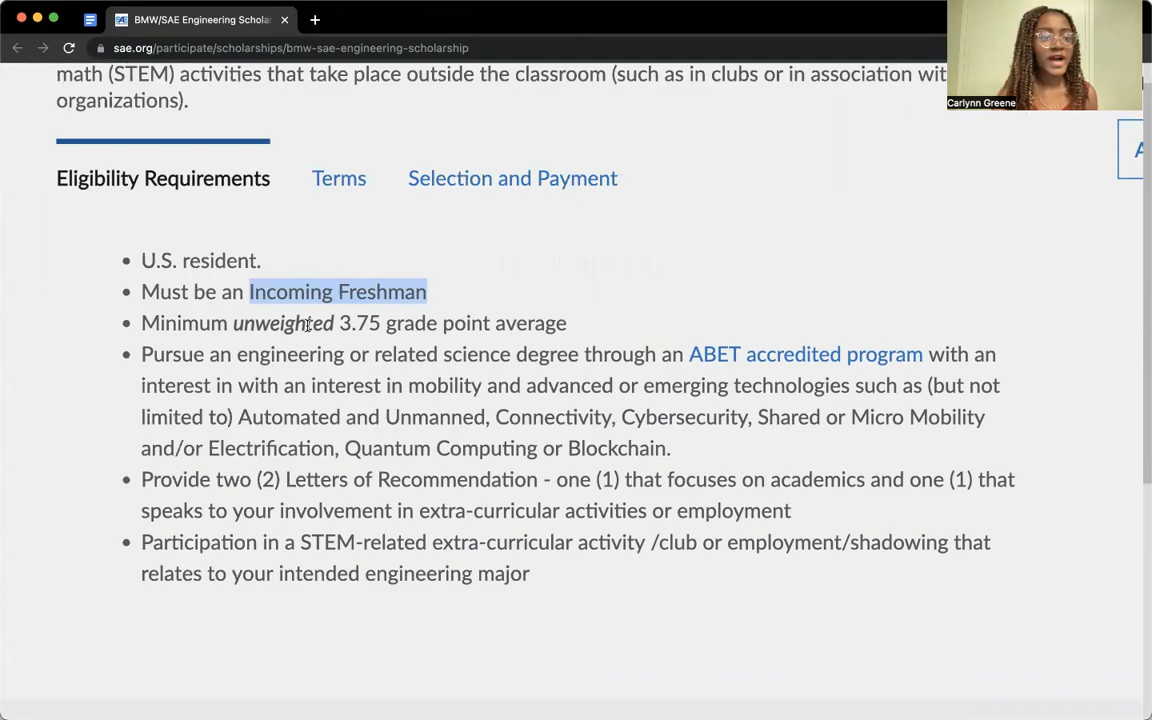 BMW/SAE Engineering Schola
sae.org/participate/scholarships/bmw-sae-engineering-scholarship
math (STEM) activities that take place outside the classroom (such as in clubs or in association wit
organizations).
Carlynn Greene
A
Eligibility Requirements Terms Selection and Payment
• U.S. resident.
• Must be an Incoming Freshman
• Minimum unweighted 3.75 grade point average
• Pursue an engineering or related science degree through an ABET accredited program with an
interest in with an interest in mobility and advanced or emerging technologies such as (but not
limited to) Automated and Unmanned, Connectivity, Cybersecurity, Shared or Micro Mobility
and/or Electrification, Quantum Computing or Blockchain.
• Provide two (2) Letters of Recommendation - one (1) that focuses on academics and one (1) that
speaks to your involvement in extra-curricular activities or employment
• Participation in a STEM-related extra-curricular activity /club or employment/shadowing that
relates to your intended engineering major